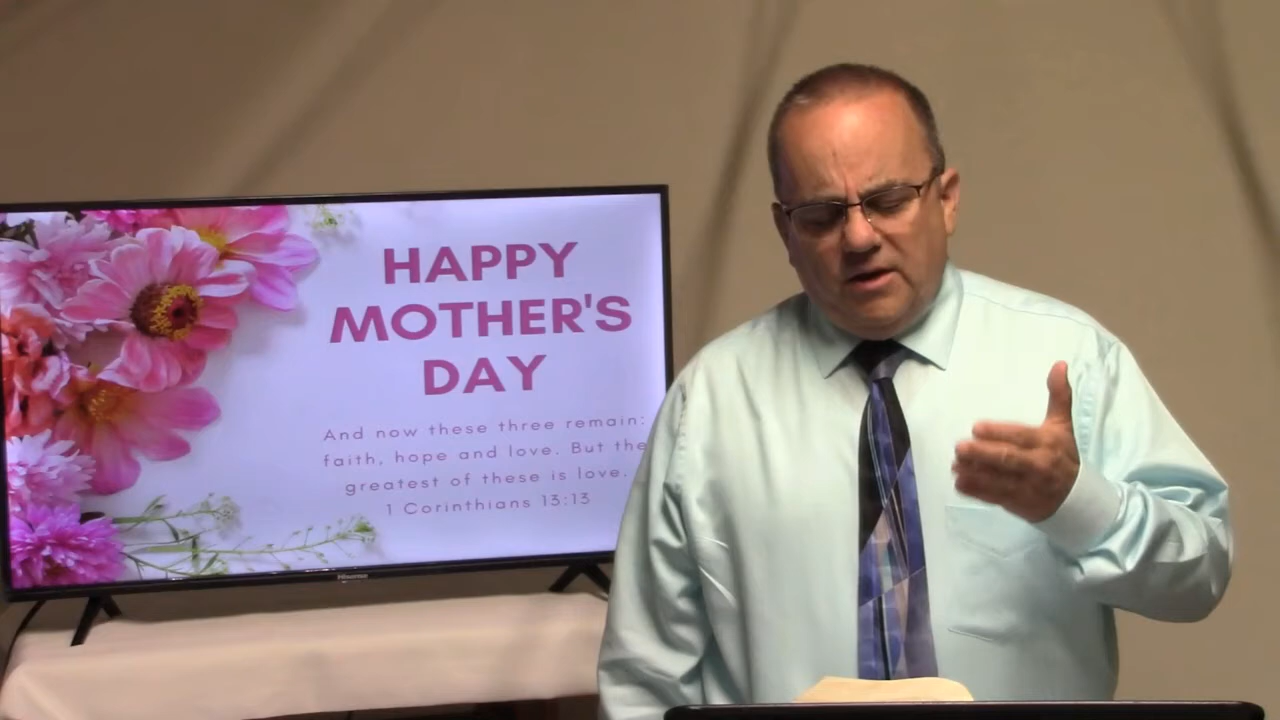 HAPPY
MOTHER'S
DAY
And now these three remain:
faith, hope and love. But the
greatest of these is love.
1 Corinthians 13:13
Hisense